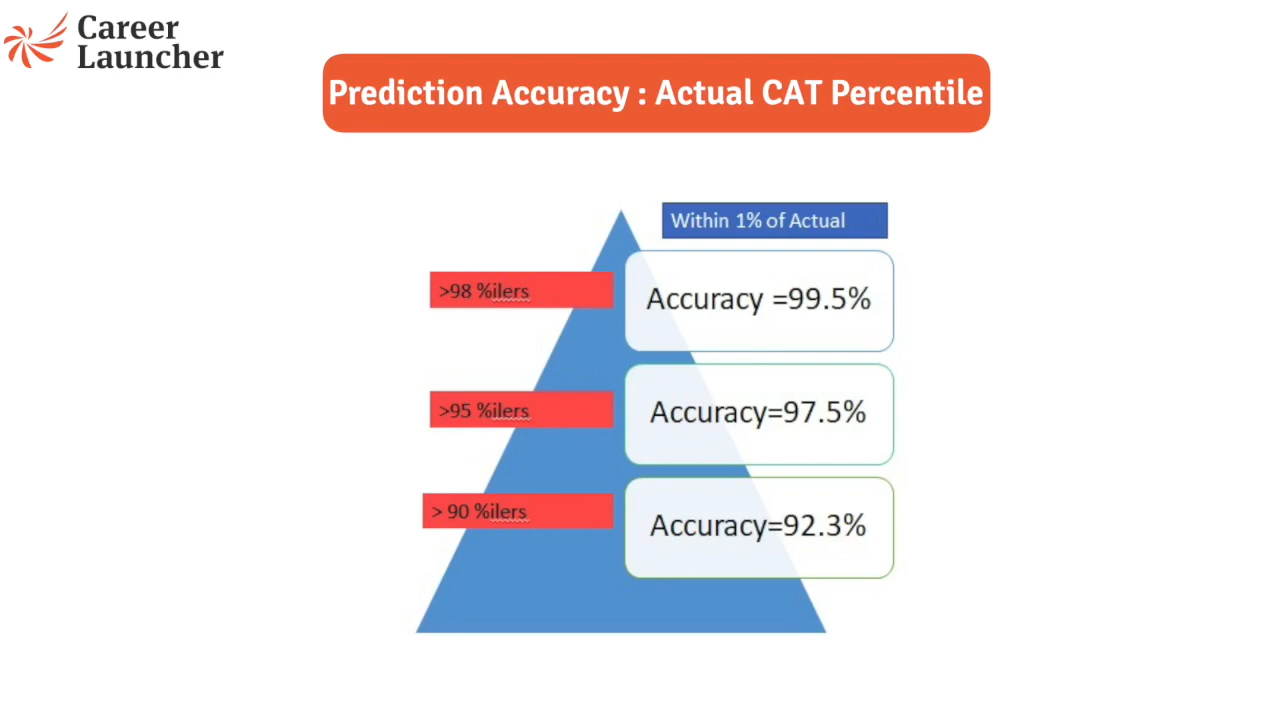 Career
Launcher
Prediction Accuracy : Actual CAT Percentile
Within 1% of Actual
>98 %ilers
Accuracy =99.5%
>95 %ilers
Accuracy=97.5%
> 90 %ilers
Accuracy=92.3%